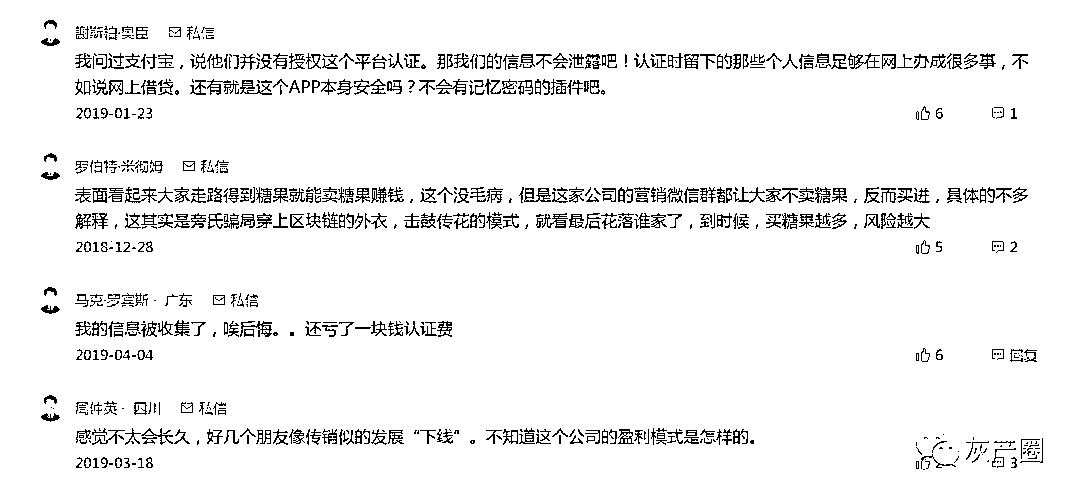 谢斯柏·奥臣 私信
我问过支付宝，说他们并没有授权这个平台认证。那我们的信息不会泄露吧！认证时留下的那些个人信息足够在网上办成很多事，不
如说网上借贷。还有就是这个APP本身安全吗？不会有记忆密码的插件吧。
2019-01-23 6 1
罗伯特·米彻姆 私信
表面看起来大家走路得到糖果就能卖糖果赚钱，这个没毛病，但是这家公司的营销微信群都让大家不卖糖果，反而买进，具体的不多
解释，这其实是旁氏骗局穿上区块链的外衣，击鼓传花的模式，就看最后花落谁家了，到时候，买糖果越多，风险越大
2018-12-28 5 2
马克·罗宾斯· 广东 私信
我的信息被收集了，唉后悔。。还亏了一块钱认证费
2019-04-04 6 回复
周仲英· 四川 私信
感觉不太会长久，好几个朋友像传销似的发展“下线”。不知道这个公司的盈利模式是怎样的。
2019-03-18 3
灰产圈